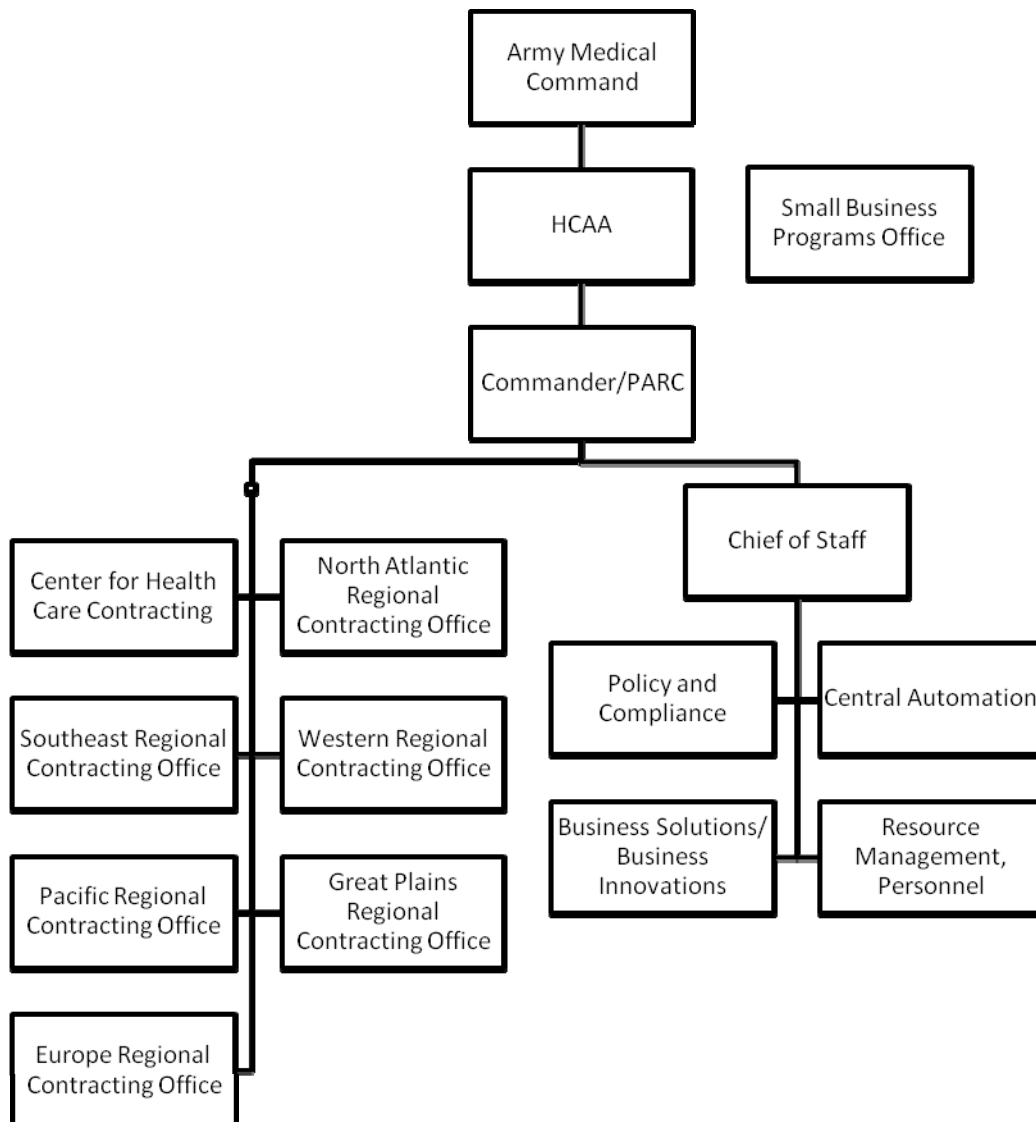 Army Medical
Command
HCAA
Small Business
Programs Office
Commander/PARC
Chief of Staff
Center for Health
Care Contracting
North Atlantic
Regional
Contracting Office
Policy and
Compliance
Central Automation
Southeast Regional
Contracting Office
Western Regional
Contracting Office
Business Solutions/
Business
Innovations
Resource
Management,
Personnel
Pacific Regional
Contracting Office
Great Plains
Regional
Contracting Office
Europe Regional
Contracting Office